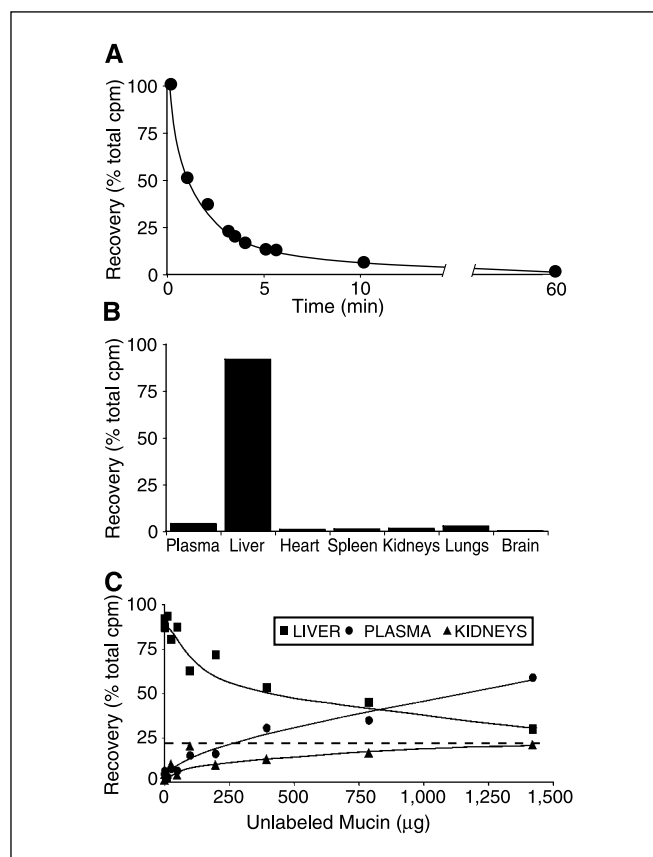 A
Recovery (% total cpm)
100
75
50
25
0
0 5 10 60
Time (min)
B
Recovery (% total cpm)
100
75
50
25
0
Plasma Liver Heart Spleen Kidneys Lungs Brain
C
Recovery (% total cpm)
100
75
50
25
0
LIVER PLASMA KIDNEYS
0 250 500 750 1,000 1,250 1,500
Unlabeled Mucin (μg)